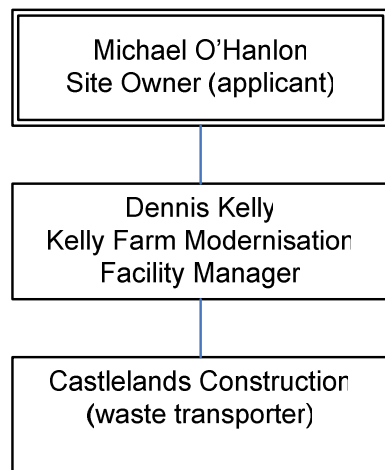 Michael O’Hanlon
Site Owner (applicant)
Dennis Kelly
Kelly Farm Modernisation
Facility Manager
Castlelands Construction
(waste transporter)